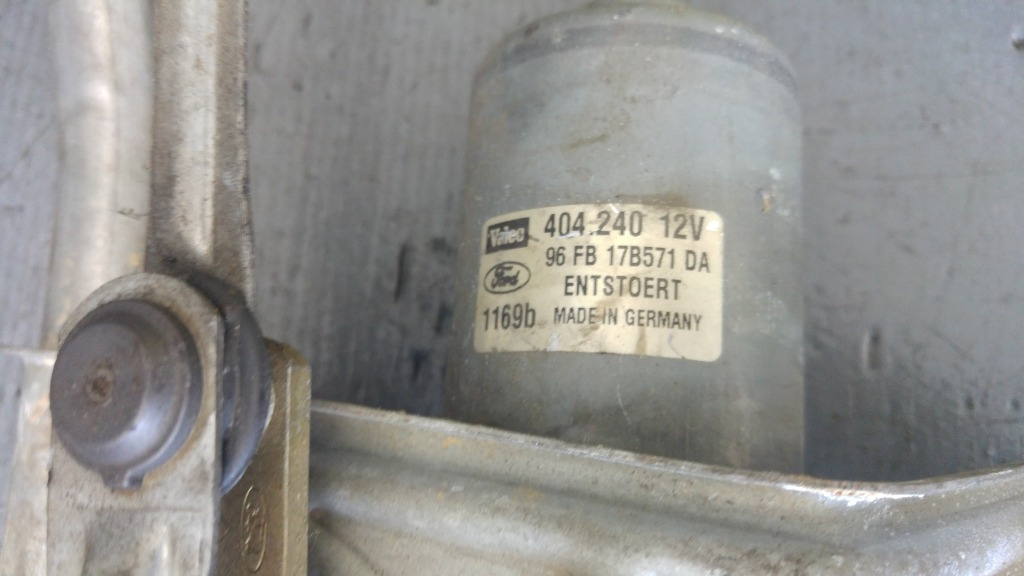 Valeo 404.240 12V
96 FB 17B571 DA
Ford ENTSTOERT
1169b MADE IN GERMANY